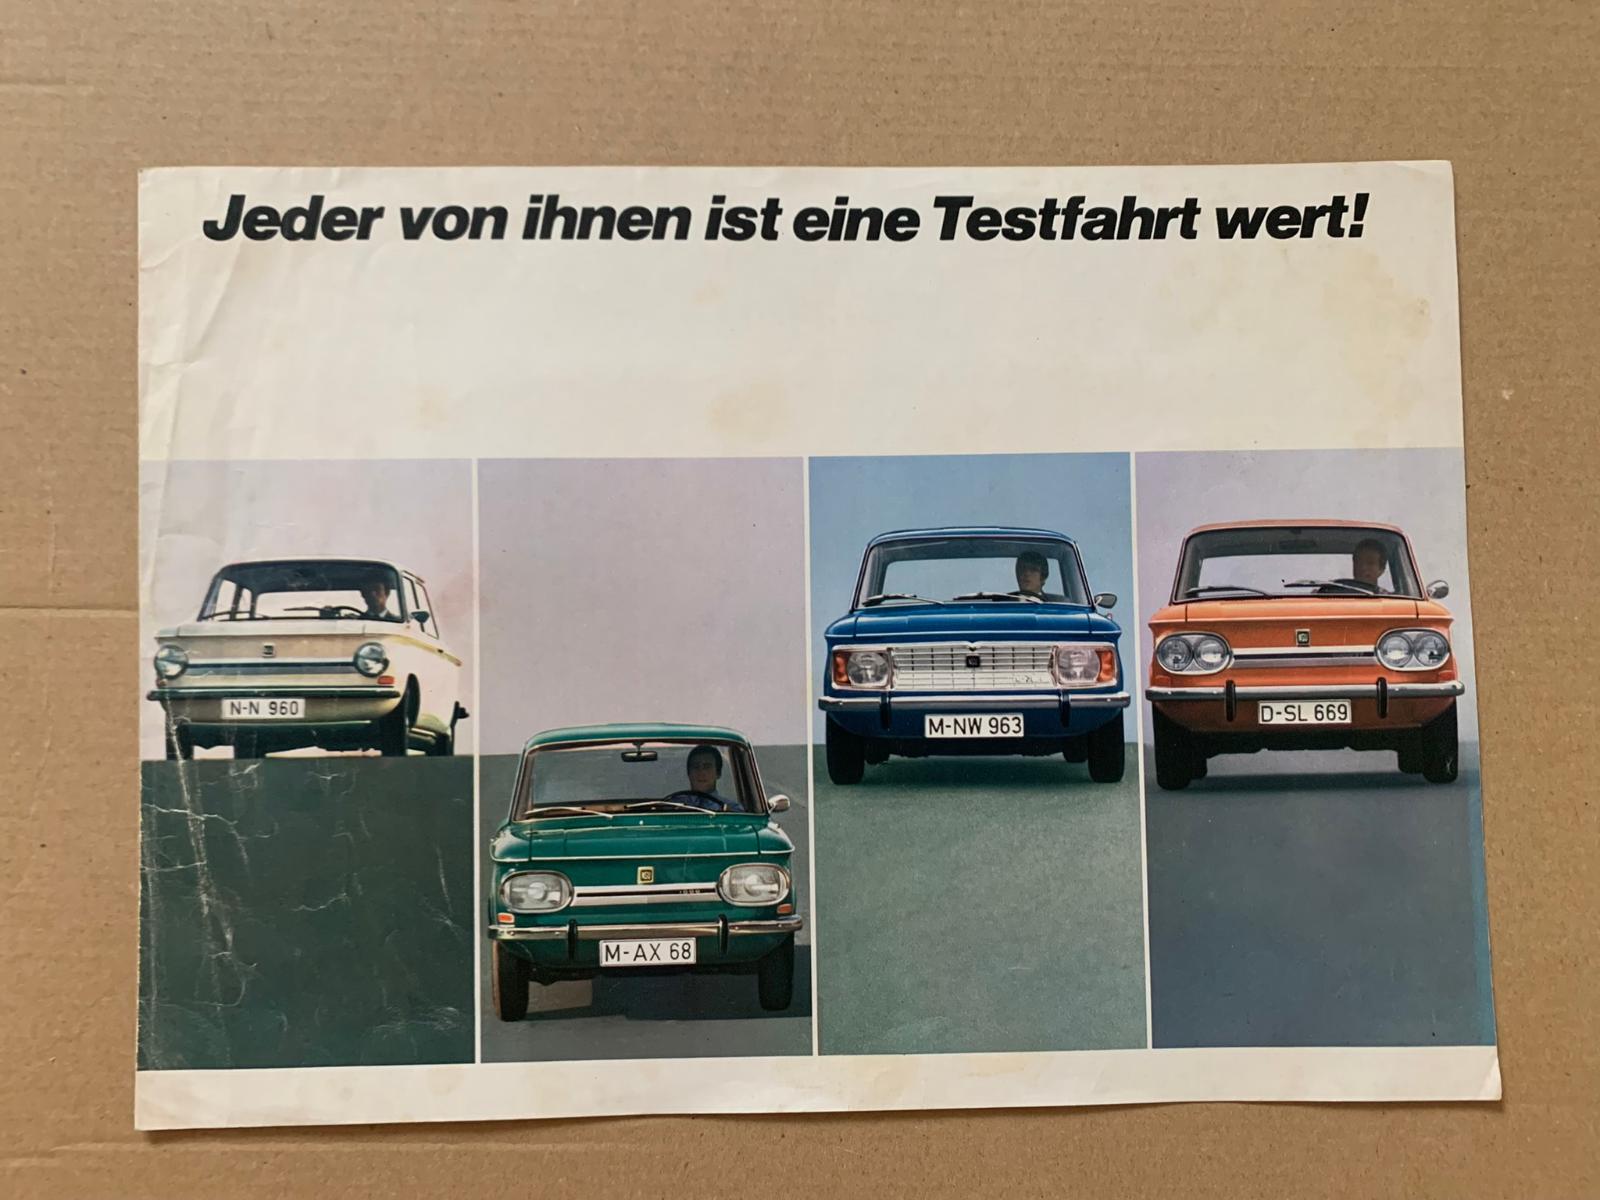 Jeder von ihnen ist eine Testfahrt wert!
N-N 960
M-AX 68
M-NW 963
D-SL 669